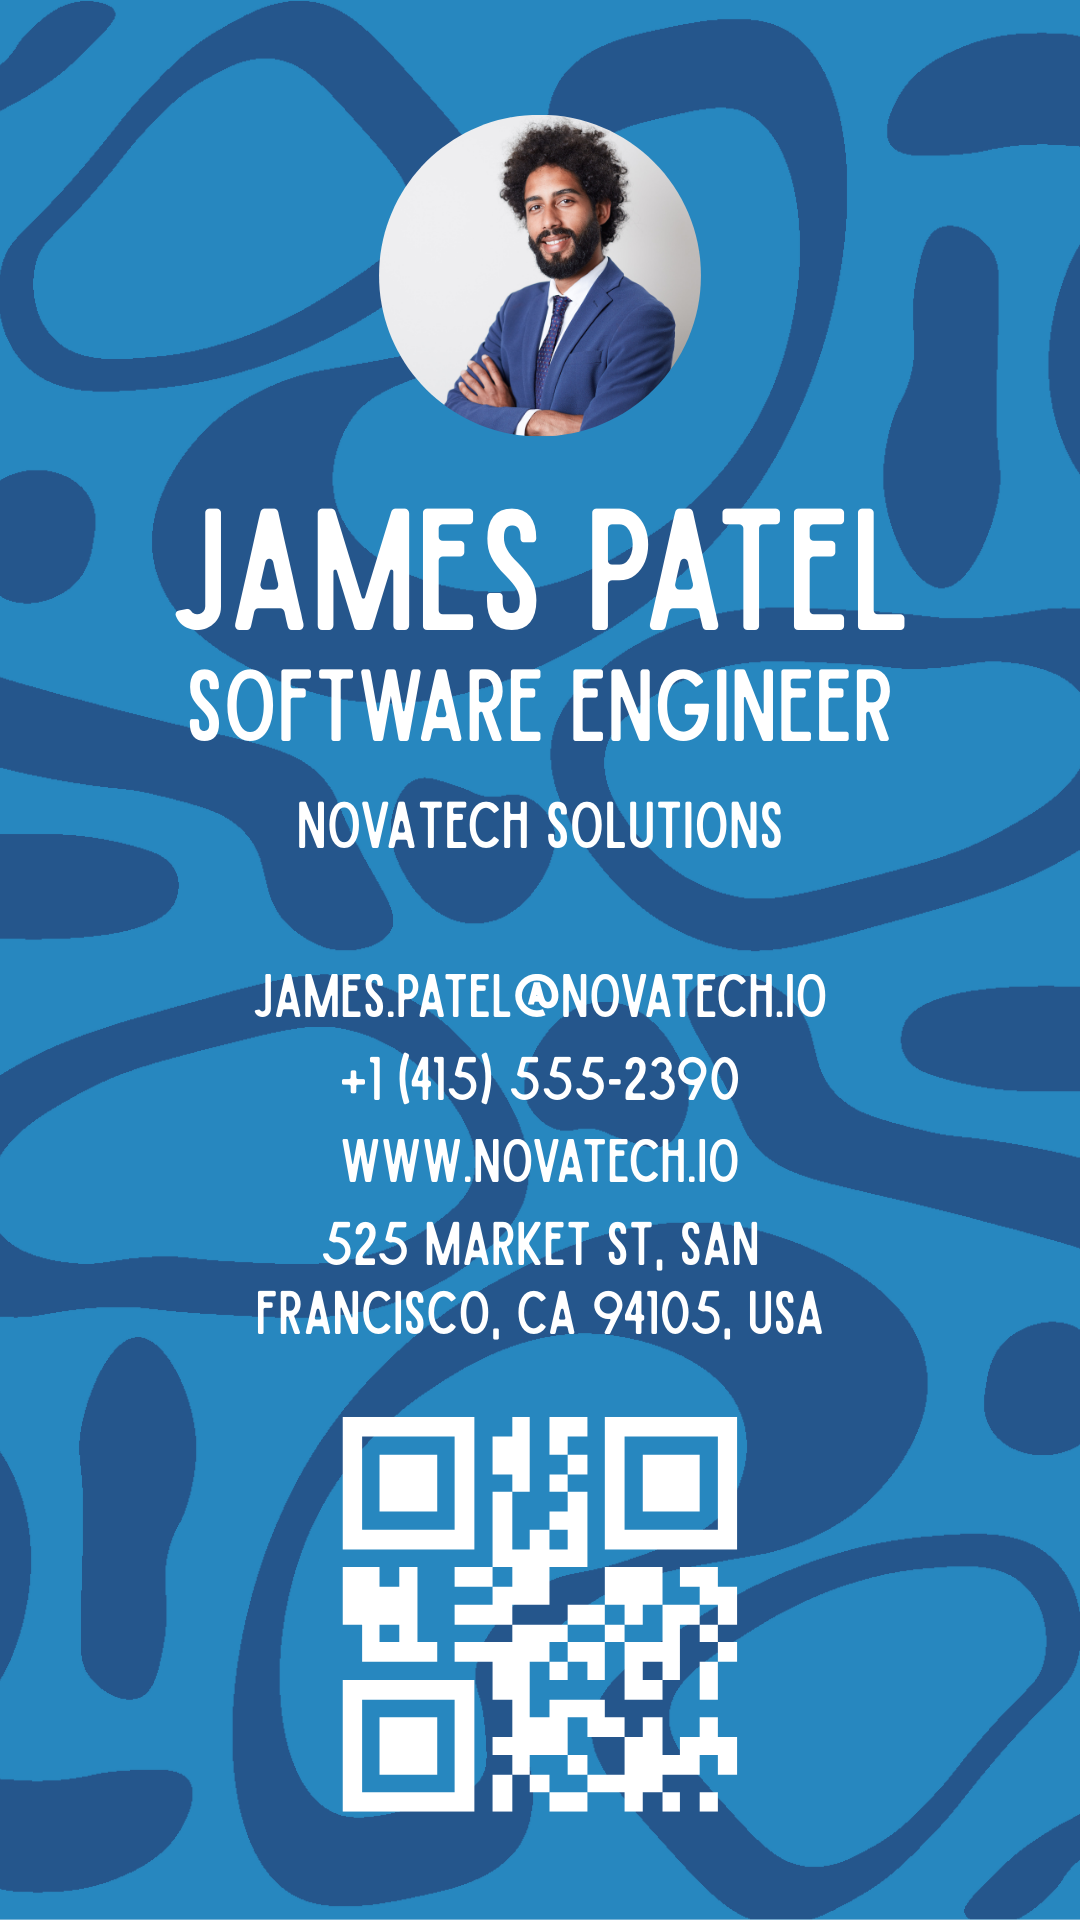 JAMES PATEL
SOFTWARE ENGINEER
NOVATECH SOLUTIONS
JAMES.PATEL@NOVATECH.IO
+1 (415) 555-2390
WWW.NOVATECH.IO
525 MARKET ST, SAN
FRANCISCO, CA 94105, USA